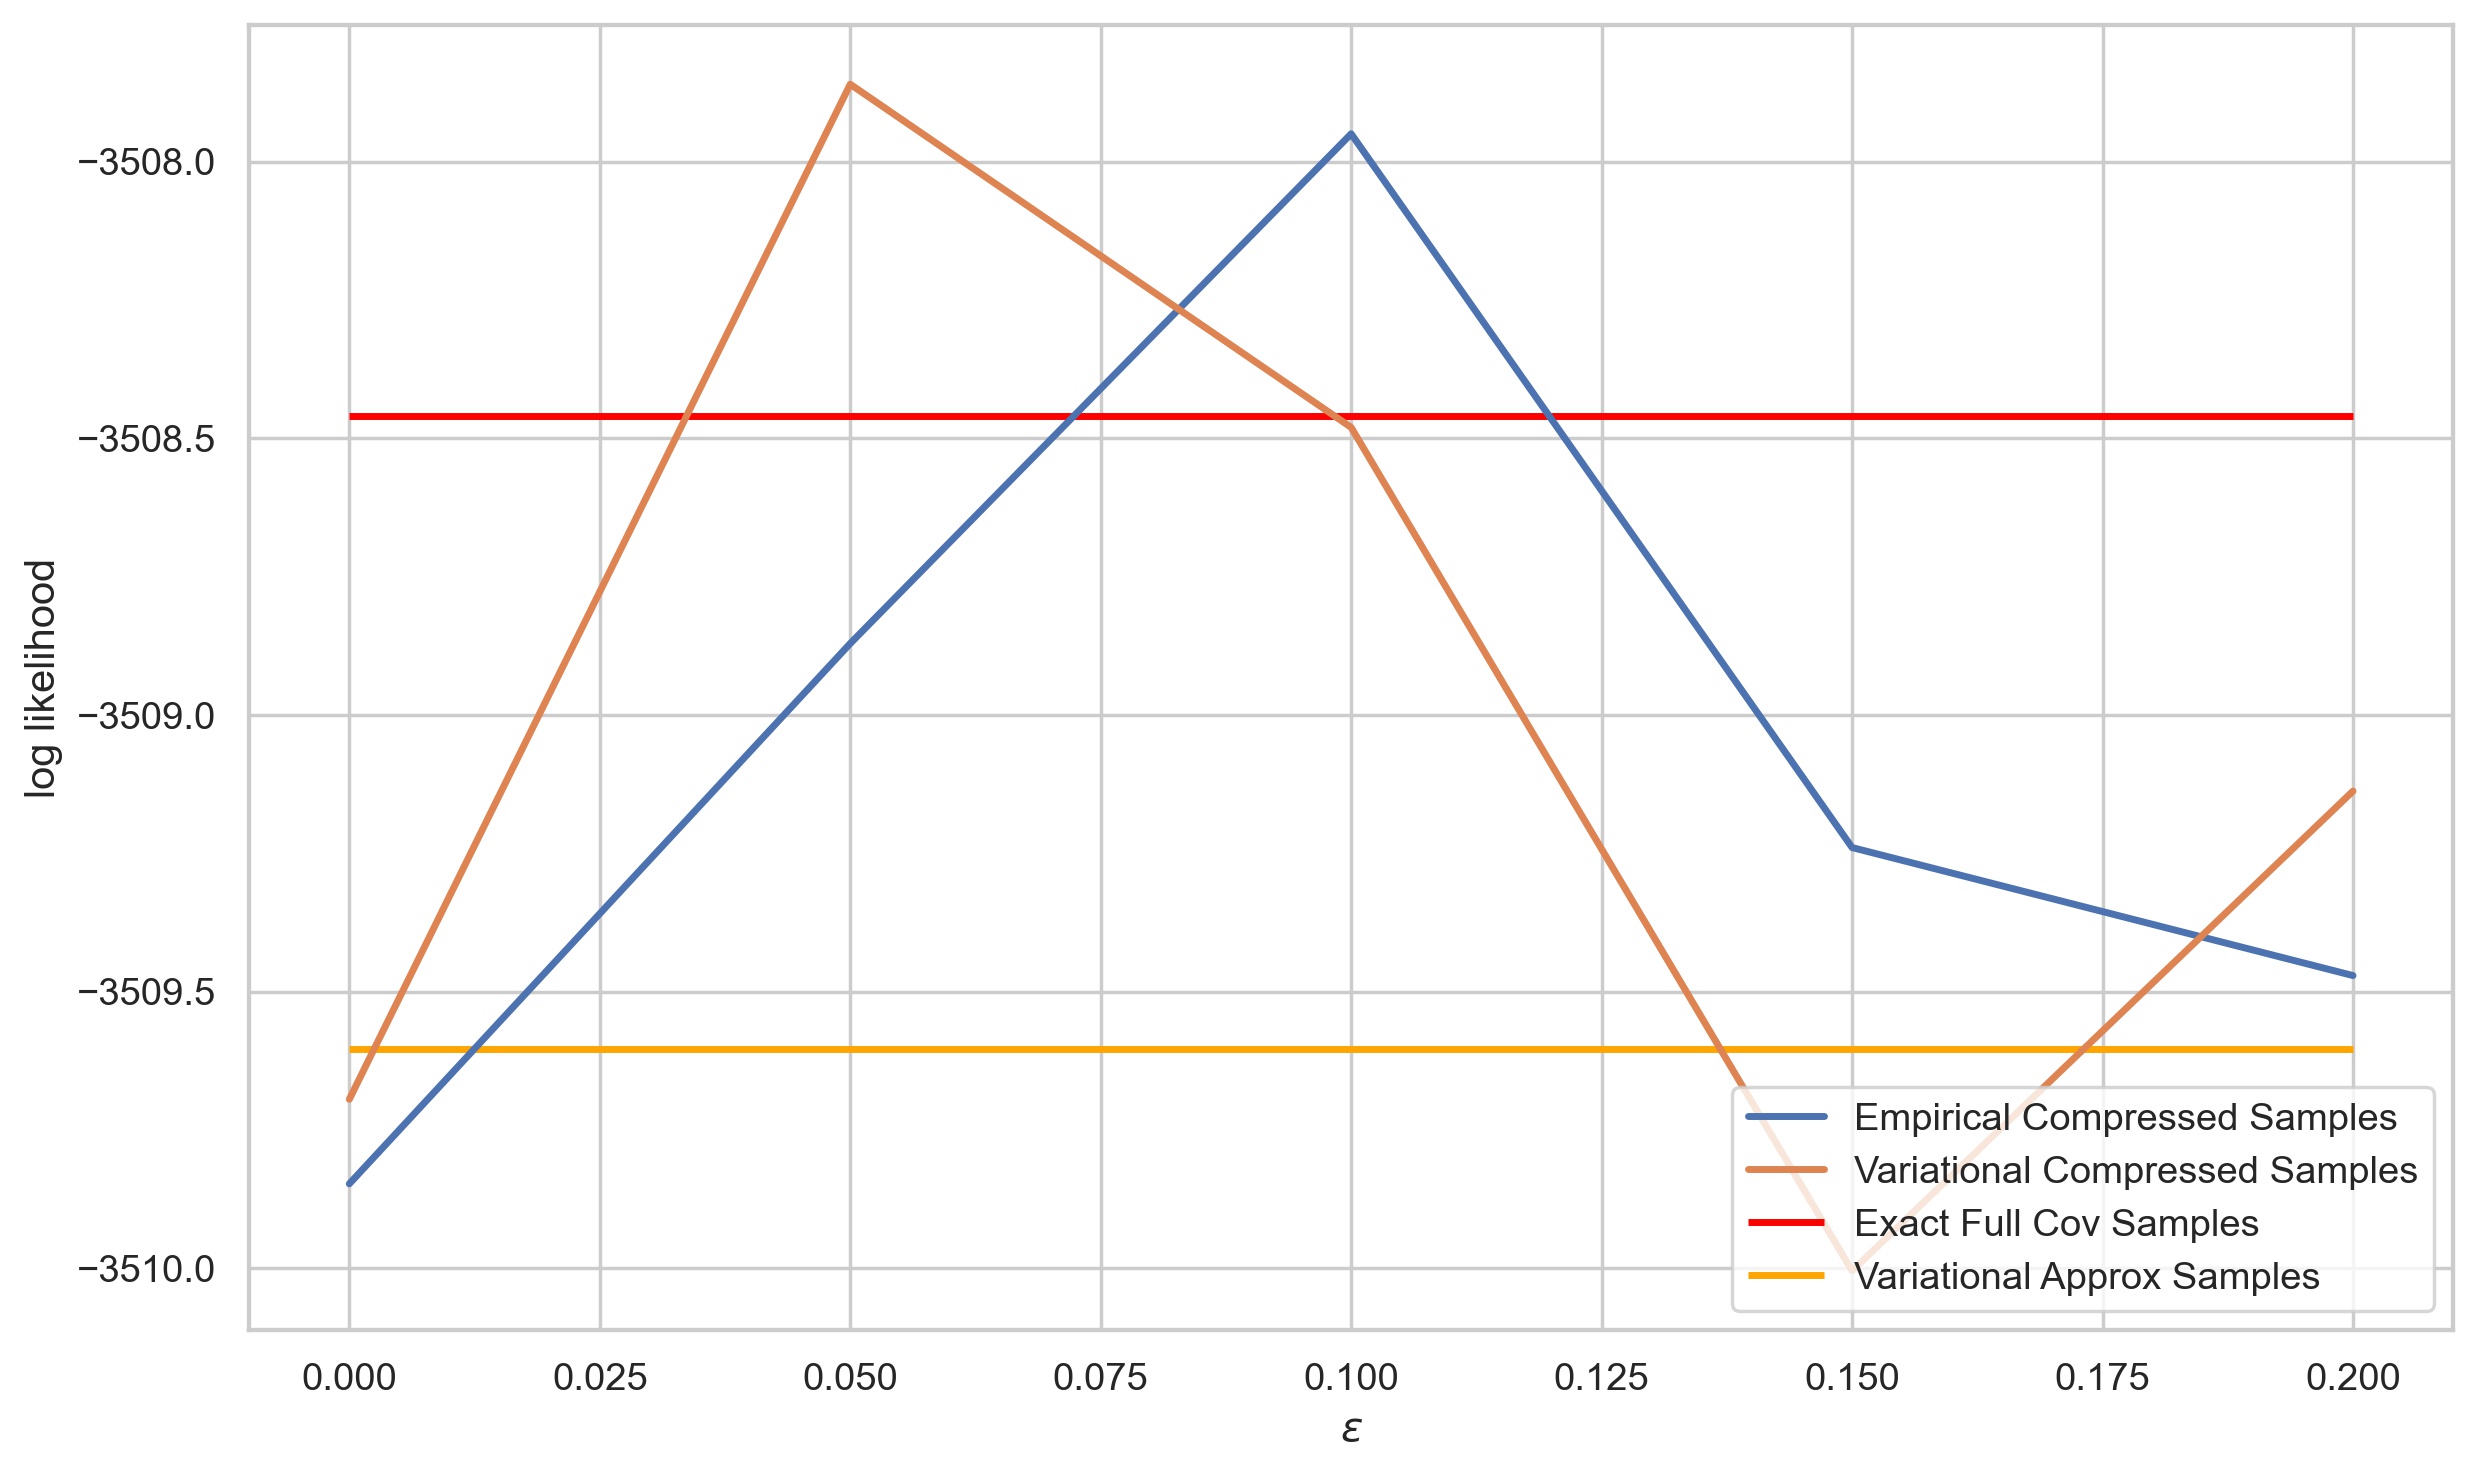 −3508.0
−3508.5
−3509.0
−3509.5
−3510.0
log likelihood
Empirical Compressed Samples
Variational Compressed Samples
Exact Full Cov Samples
Variational Approx Samples
0.000 0.025 0.050 0.075 0.100 0.125 0.150 0.175 0.200
ε